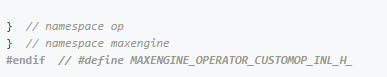 }  // namespace op
}  // namespace maxengine
#endif  // #define MAXENGINE_OPERATOR_CUSTOMOP_INL_H_